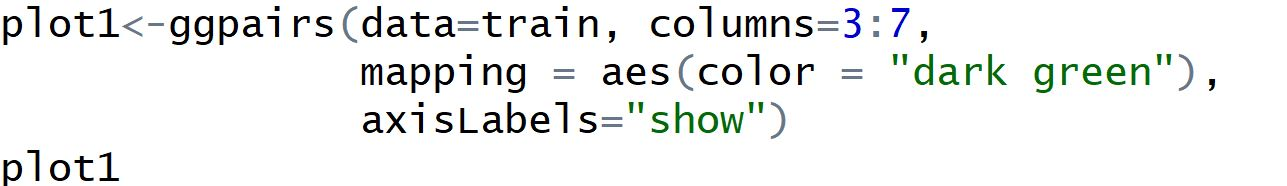 plot1<-ggpairs(data=train, columns=3:7,
mapping = aes(color = "dark green"),
axisLabels="show")
plot1